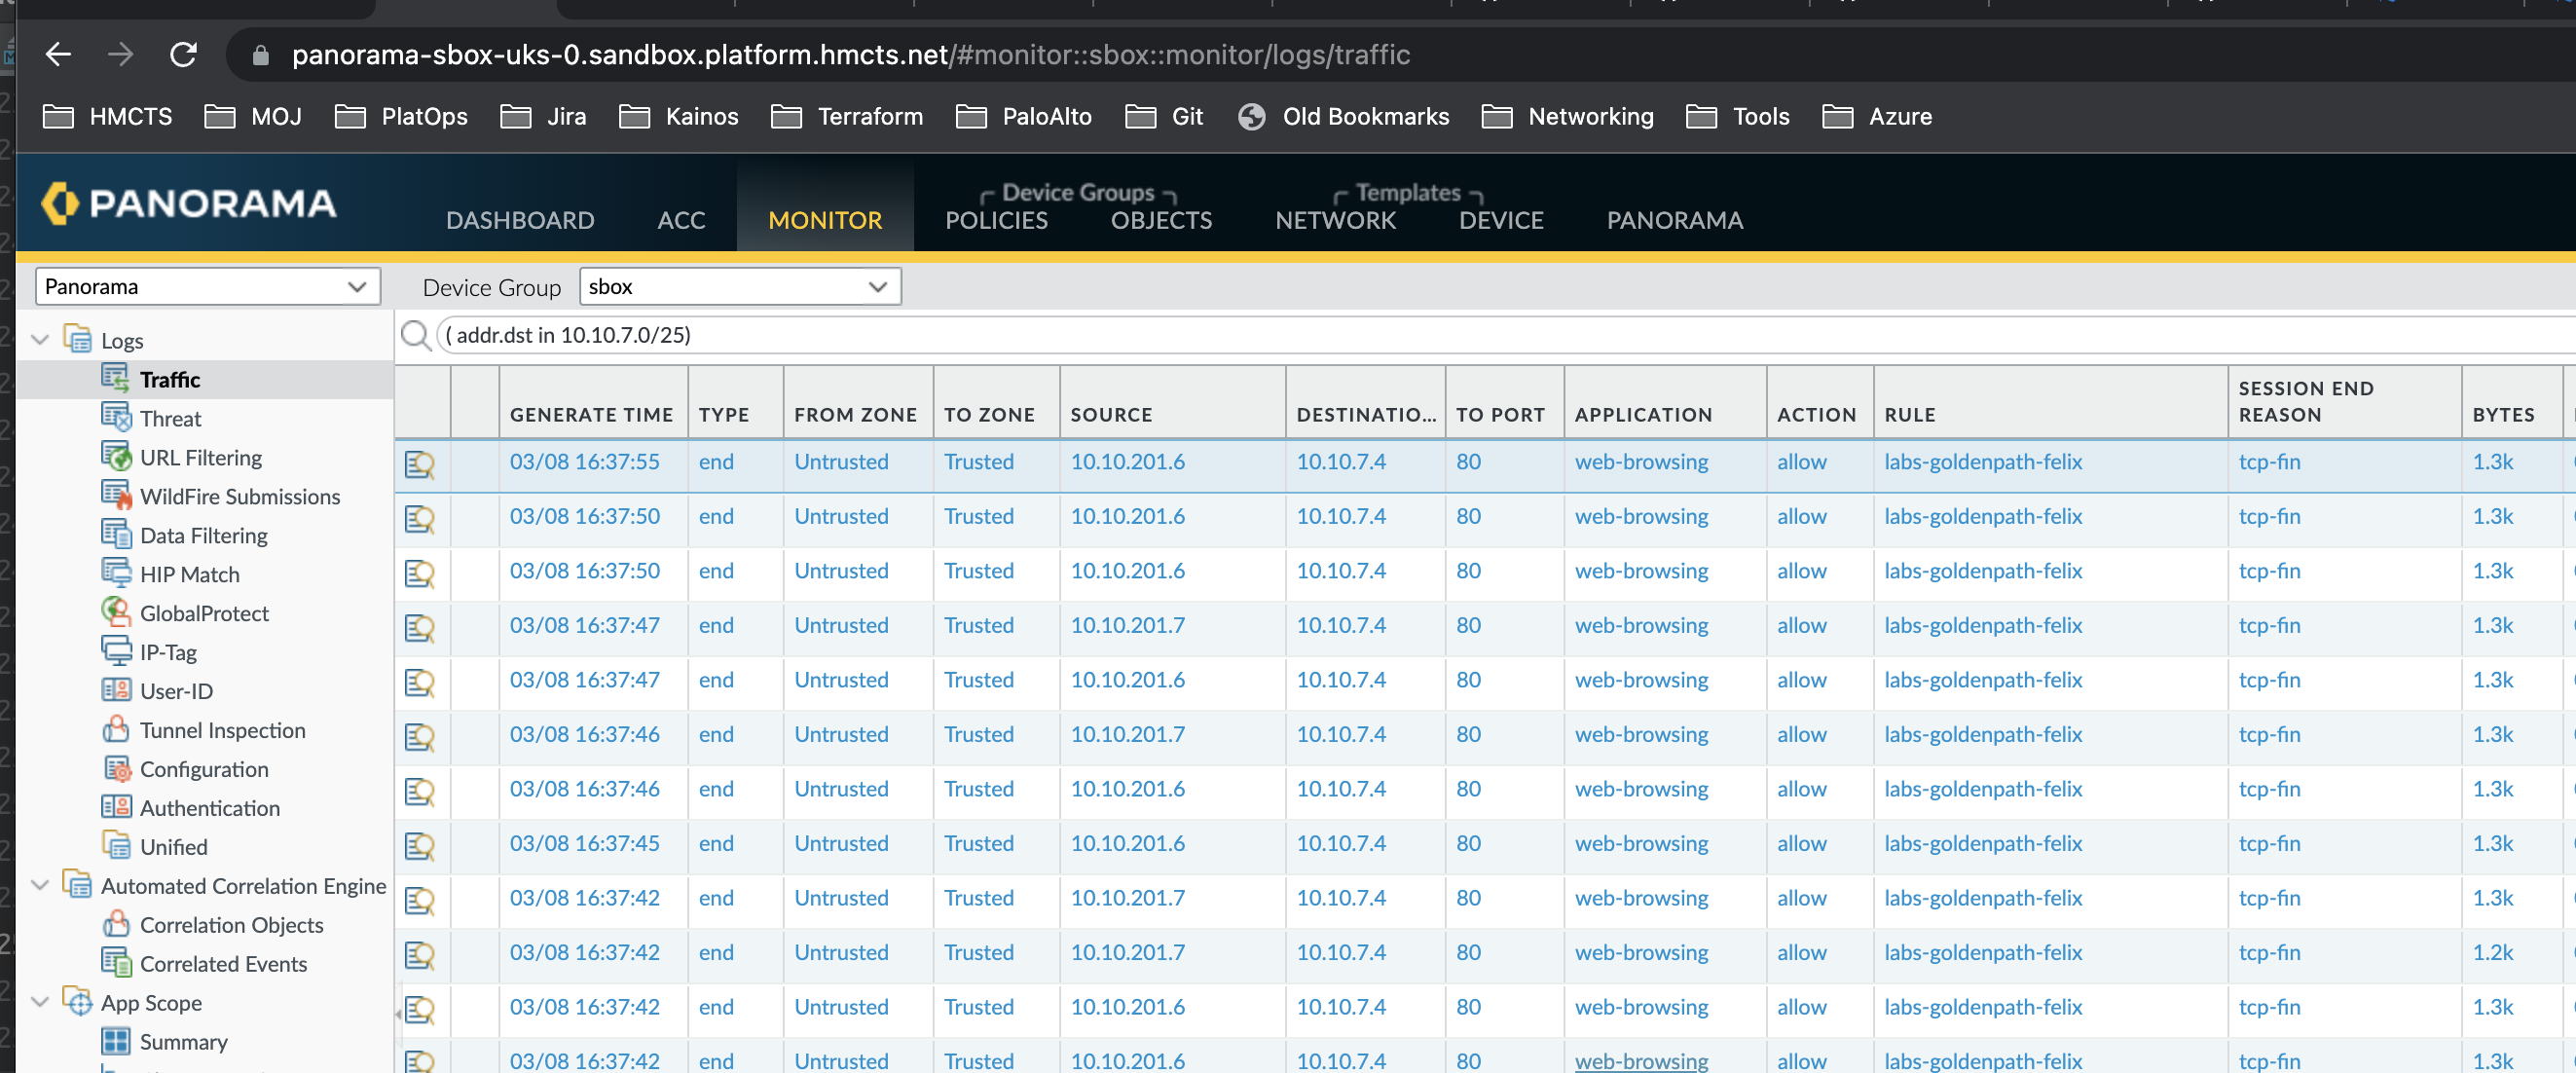 panorama-sbox-uks-0.sandbox.platform.hmcts.net/#monitor::sbox::monitor/logs/traffic
HMCTS MOJ PlatOps Jira Kainos Terraform PaloAlto Git Old Bookmarks Networking Tools Azure
PANORAMA
Device Groups Templates
DASHBOARD ACC MONITOR POLICIES OBJECTS NETWORK DEVICE PANORAMA
Panorama Device Group sbox
Logs
Traffic
Threat
URL Filtering
WildFire Submissions
Data Filtering
HIP Match
GlobalProtect
IP-Tag
User-ID
Tunnel Inspection
Configuration
Authentication
Unified
Automated Correlation Engine
Correlation Objects
Correlated Events
App Scope
Summary
( addr.dst in 10.10.7.0/25)
GENERATE TIME TYPE FROM ZONE TO ZONE SOURCE DESTINATIO... TO PORT APPLICATION ACTION RULE SESSION END REASON BYTES
03/08 16:37:55 end Untrusted Trusted 10.10.201.6 10.10.7.4 80 web-browsing allow labs-goldenpath-felix tcp-fin 1.3k
03/08 16:37:50 end Untrusted Trusted 10.10.201.6 10.10.7.4 80 web-browsing allow labs-goldenpath-felix tcp-fin 1.3k
03/08 16:37:50 end Untrusted Trusted 10.10.201.6 10.10.7.4 80 web-browsing allow labs-goldenpath-felix tcp-fin 1.3k
03/08 16:37:47 end Untrusted Trusted 10.10.201.7 10.10.7.4 80 web-browsing allow labs-goldenpath-felix tcp-fin 1.3k
03/08 16:37:47 end Untrusted Trusted 10.10.201.6 10.10.7.4 80 web-browsing allow labs-goldenpath-felix tcp-fin 1.3k
03/08 16:37:46 end Untrusted Trusted 10.10.201.7 10.10.7.4 80 web-browsing allow labs-goldenpath-felix tcp-fin 1.3k
03/08 16:37:46 end Untrusted Trusted 10.10.201.6 10.10.7.4 80 web-browsing allow labs-goldenpath-felix tcp-fin 1.3k
03/08 16:37:45 end Untrusted Trusted 10.10.201.6 10.10.7.4 80 web-browsing allow labs-goldenpath-felix tcp-fin 1.3k
03/08 16:37:42 end Untrusted Trusted 10.10.201.7 10.10.7.4 80 web-browsing allow labs-goldenpath-felix tcp-fin 1.3k
03/08 16:37:42 end Untrusted Trusted 10.10.201.7 10.10.7.4 80 web-browsing allow labs-goldenpath-felix tcp-fin 1.2k
03/08 16:37:42 end Untrusted Trusted 10.10.201.6 10.10.7.4 80 web-browsing allow labs-goldenpath-felix tcp-fin 1.3k
03/08 16:37:42 end Untrusted Trusted 10.10.201.6 10.10.7.4 80 web-browsing allow labs-goldenpath-felix tcp-fin 1.3k